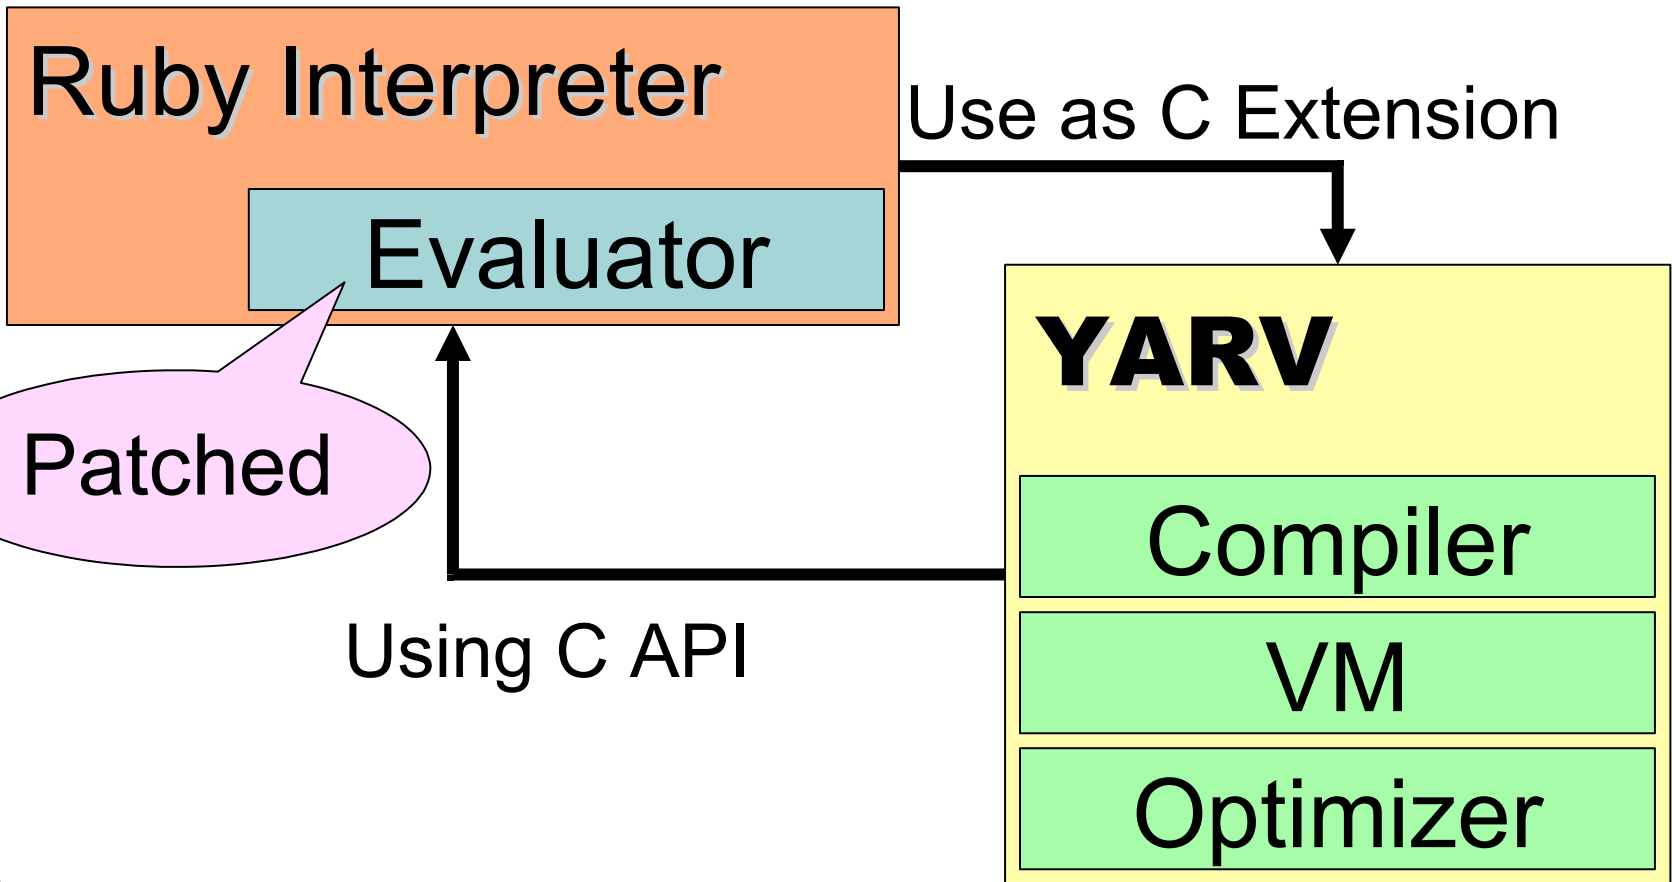 Ruby Interpreter
Use as C Extension
Evaluator
YARV
Patched
Compiler
Using C API
VM
Optimizer